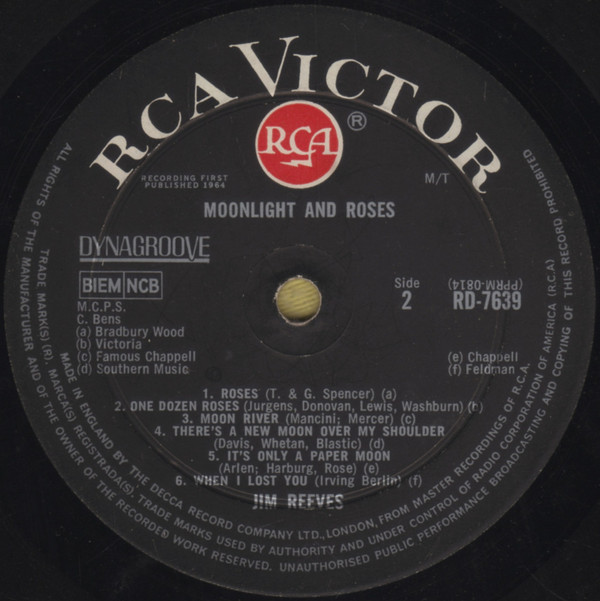 RCA VICTOR
RCA ®
RECORDING FIRST
PUBLISHED 1964
M/T
MOONLIGHT AND ROSES
DYNAGROOVE
BIEM NCB
M.C.P.S.
C. Bens
(a) Bradbury Wood
(b) Victoria
(c) Famous Chappell
(d) Southern Music
Side
2
(PPRM-0814)
RD-7639
(e) Chappell
(f) Feldman
1. ROSES (T. & G. Spencer) (a)
2. ONE DOZEN ROSES (Jurgens, Donovan, Lewis, Washburn) (b)
3. MOON RIVER (Mancini; Mercer) (c)
4. THERE'S A NEW MOON OVER MY SHOULDER
(Davis, Whetan, Blastic) (d)
5. IT'S ONLY A PAPER MOON
(Arlen; Harburg, Rose) (e)
6. WHEN I LOST YOU (Irving Berlin) (f)
JIM REEVES
MADE IN ENGLAND BY THE DECCA RECORD COMPANY LTD., LONDON, FROM MASTER RECORDINGS OF R.C.A.
TRADE MARK(S) (R). MARCA(S) REGISTRADA(S). TRADE MARKS USED BY AUTHORITY AND UNDER CONTROL OF RADIO CORPORATION OF AMERICA (R.C.A)
ALL RIGHTS OF THE MANUFACTURER AND OF THE OWNER OF THE RECORDED WORK RESERVED. UNAUTHORISED PUBLIC PERFORMANCE BROADCASTING AND COPYING OF THIS RECORD PROHIBITED